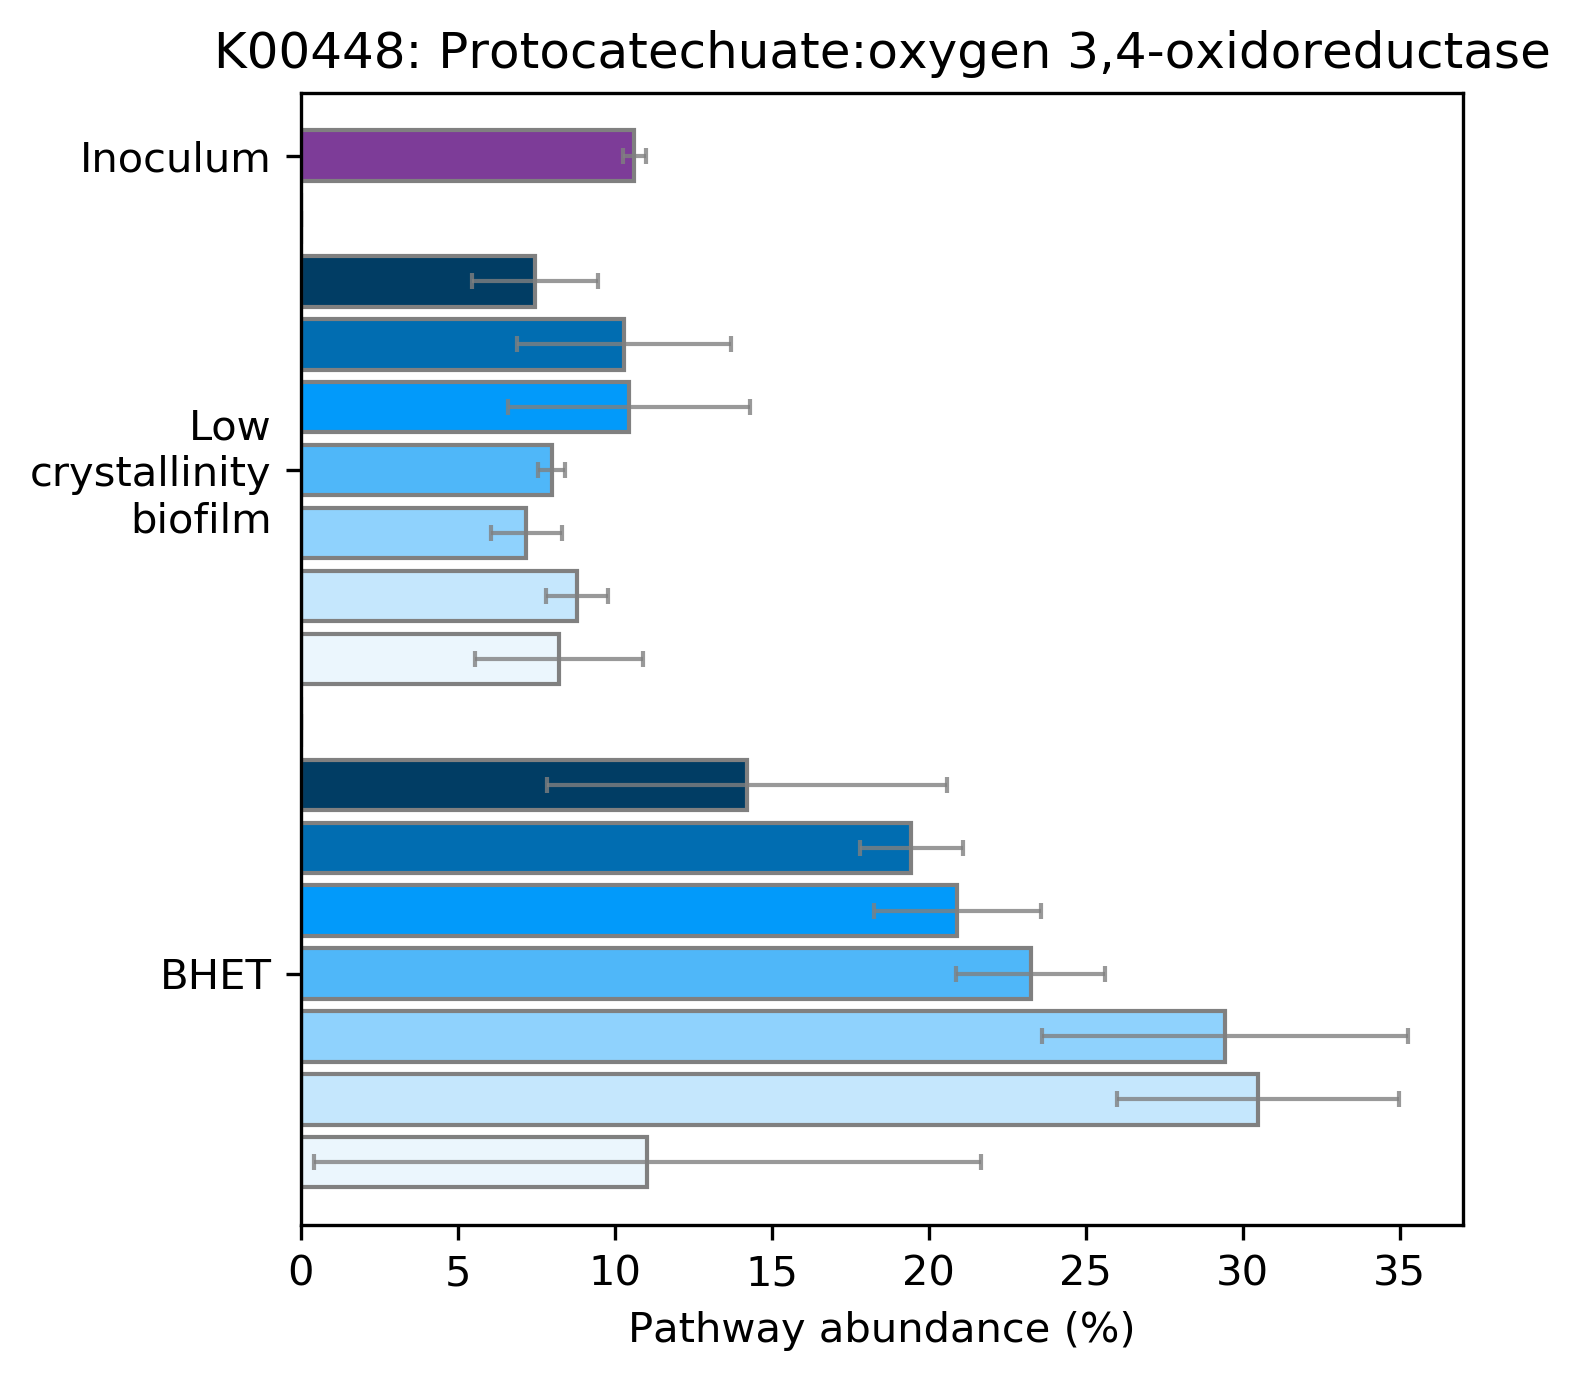 K00448: Protocatechuate:oxygen 3,4-oxidoreductase
Inoculum
Low
crystallinity
biofilm
BHET
0 5 10 15 20 25 30 35
Pathway abundance (%)